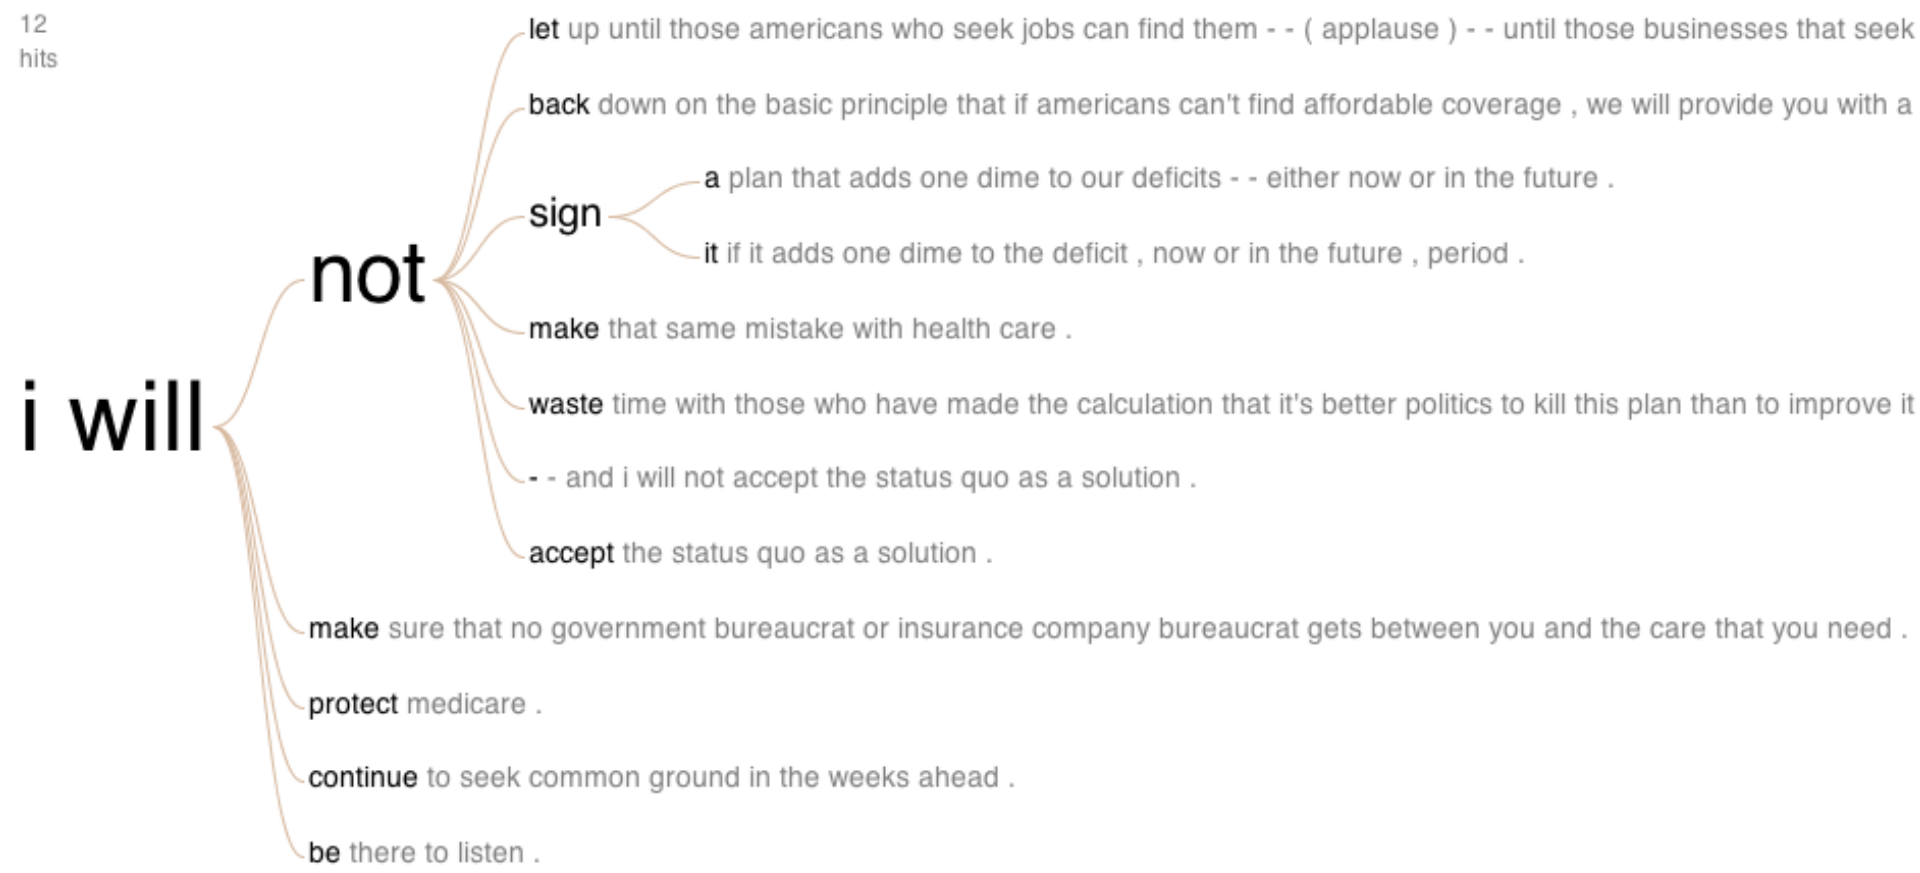 12
hits
i will
not
let up until those americans who seek jobs can find them - - ( applause ) - - until those businesses that seek
back down on the basic principle that if americans can't find affordable coverage , we will provide you with a
sign
a plan that adds one dime to our deficits - - either now or in the future .
it if it adds one dime to the deficit , now or in the future , period .
make that same mistake with health care .
waste time with those who have made the calculation that it's better politics to kill this plan than to improve it
- - and i will not accept the status quo as a solution .
accept the status quo as a solution .
make sure that no government bureaucrat or insurance company bureaucrat gets between you and the care that you need .
protect medicare .
continue to seek common ground in the weeks ahead .
be there to listen .